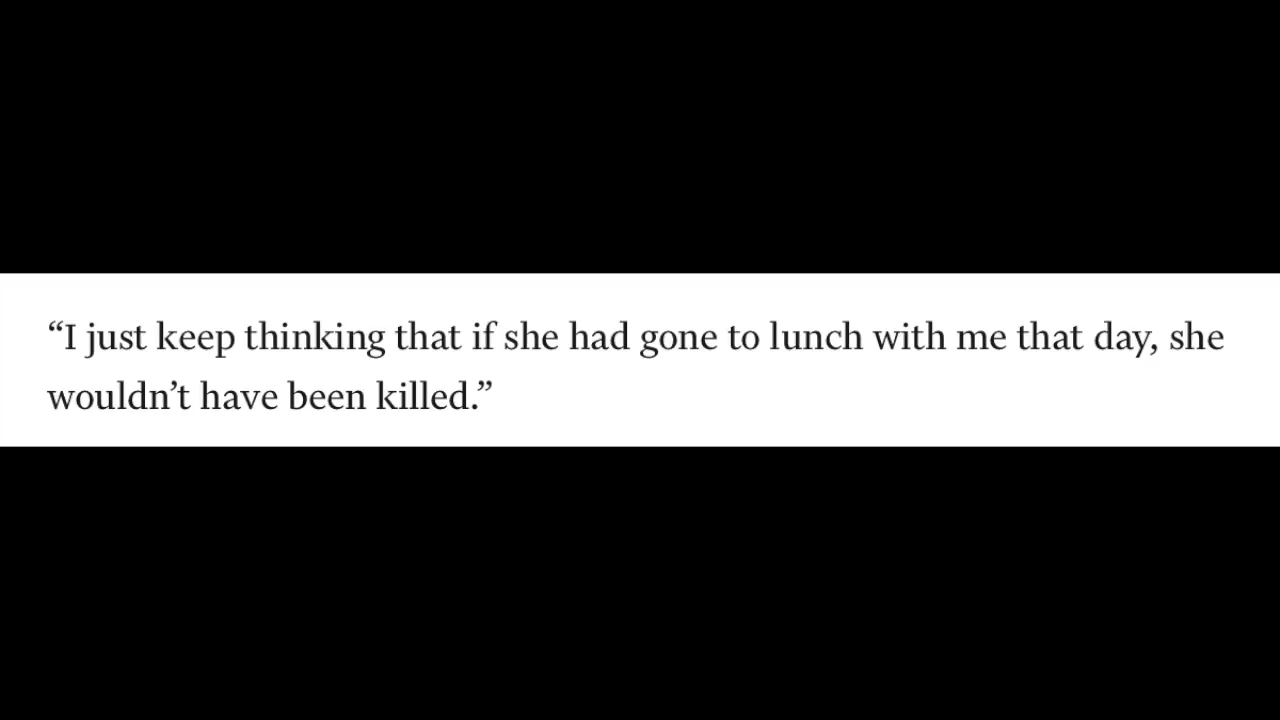 “I just keep thinking that if she had gone to lunch with me that day, she
wouldn’t have been killed.”